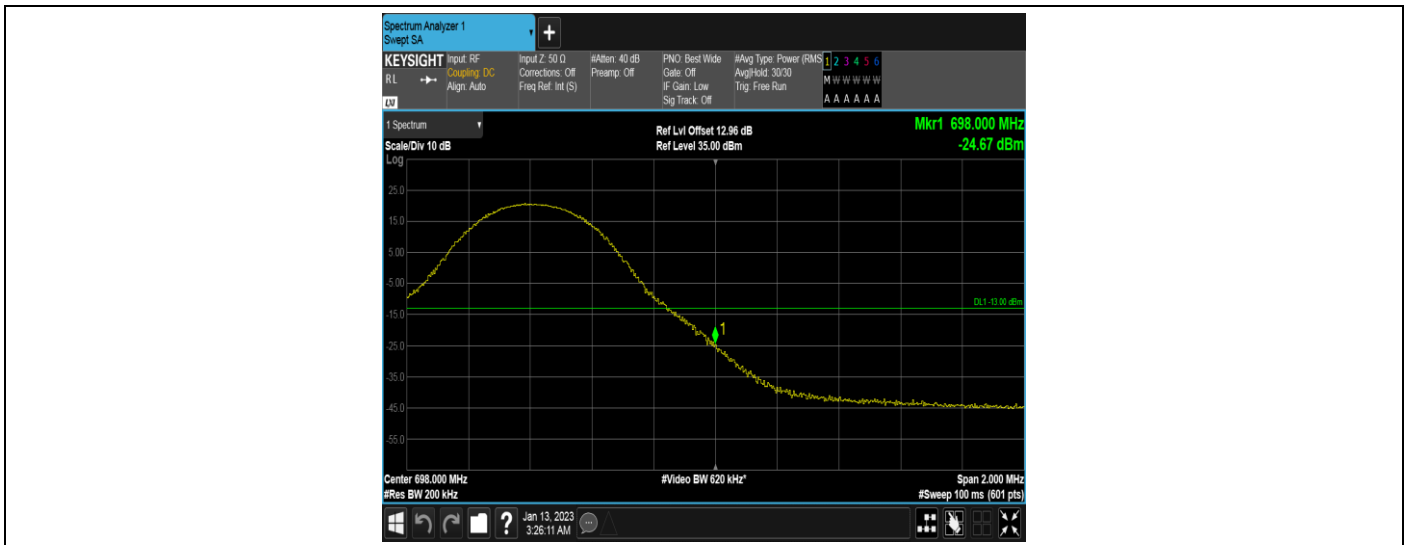 Spectrum Analyzer 1
Swept SA
+
KEYSIGHT Input: RF Input Z: 50 Ω #Atten: 40 dB PNO: Best Wide #Avg Type: Power (RMS 1 2 3 4 5 6
RL Coupling: DC Corrections: Off Preamp: Off Gate: Off Avg|Hold: 30/30 M W W W W W
Align: Auto Freq Ref: Int (S) IF Gain: Low Trig: Free Run
LXI Sig Track: Off A A A A A A
1 Spectrum Ref Lvl Offset 12.96 dB Mkr1 698.000 MHz
Scale/Div 10 dB Ref Level 35.00 dBm -24.67 dBm
Log
25.0
15.0
5.00
-5.00
DL1 -13.00 dBm
-15.0
1
-25.0
-35.0
-45.0
-55.0
Center 698.000 MHz #Video BW 620 kHz* Span 2.000 MHz
#Res BW 200 kHz #Sweep 100 ms (601 pts)
? Jan 13, 2023
3:26:11 AM